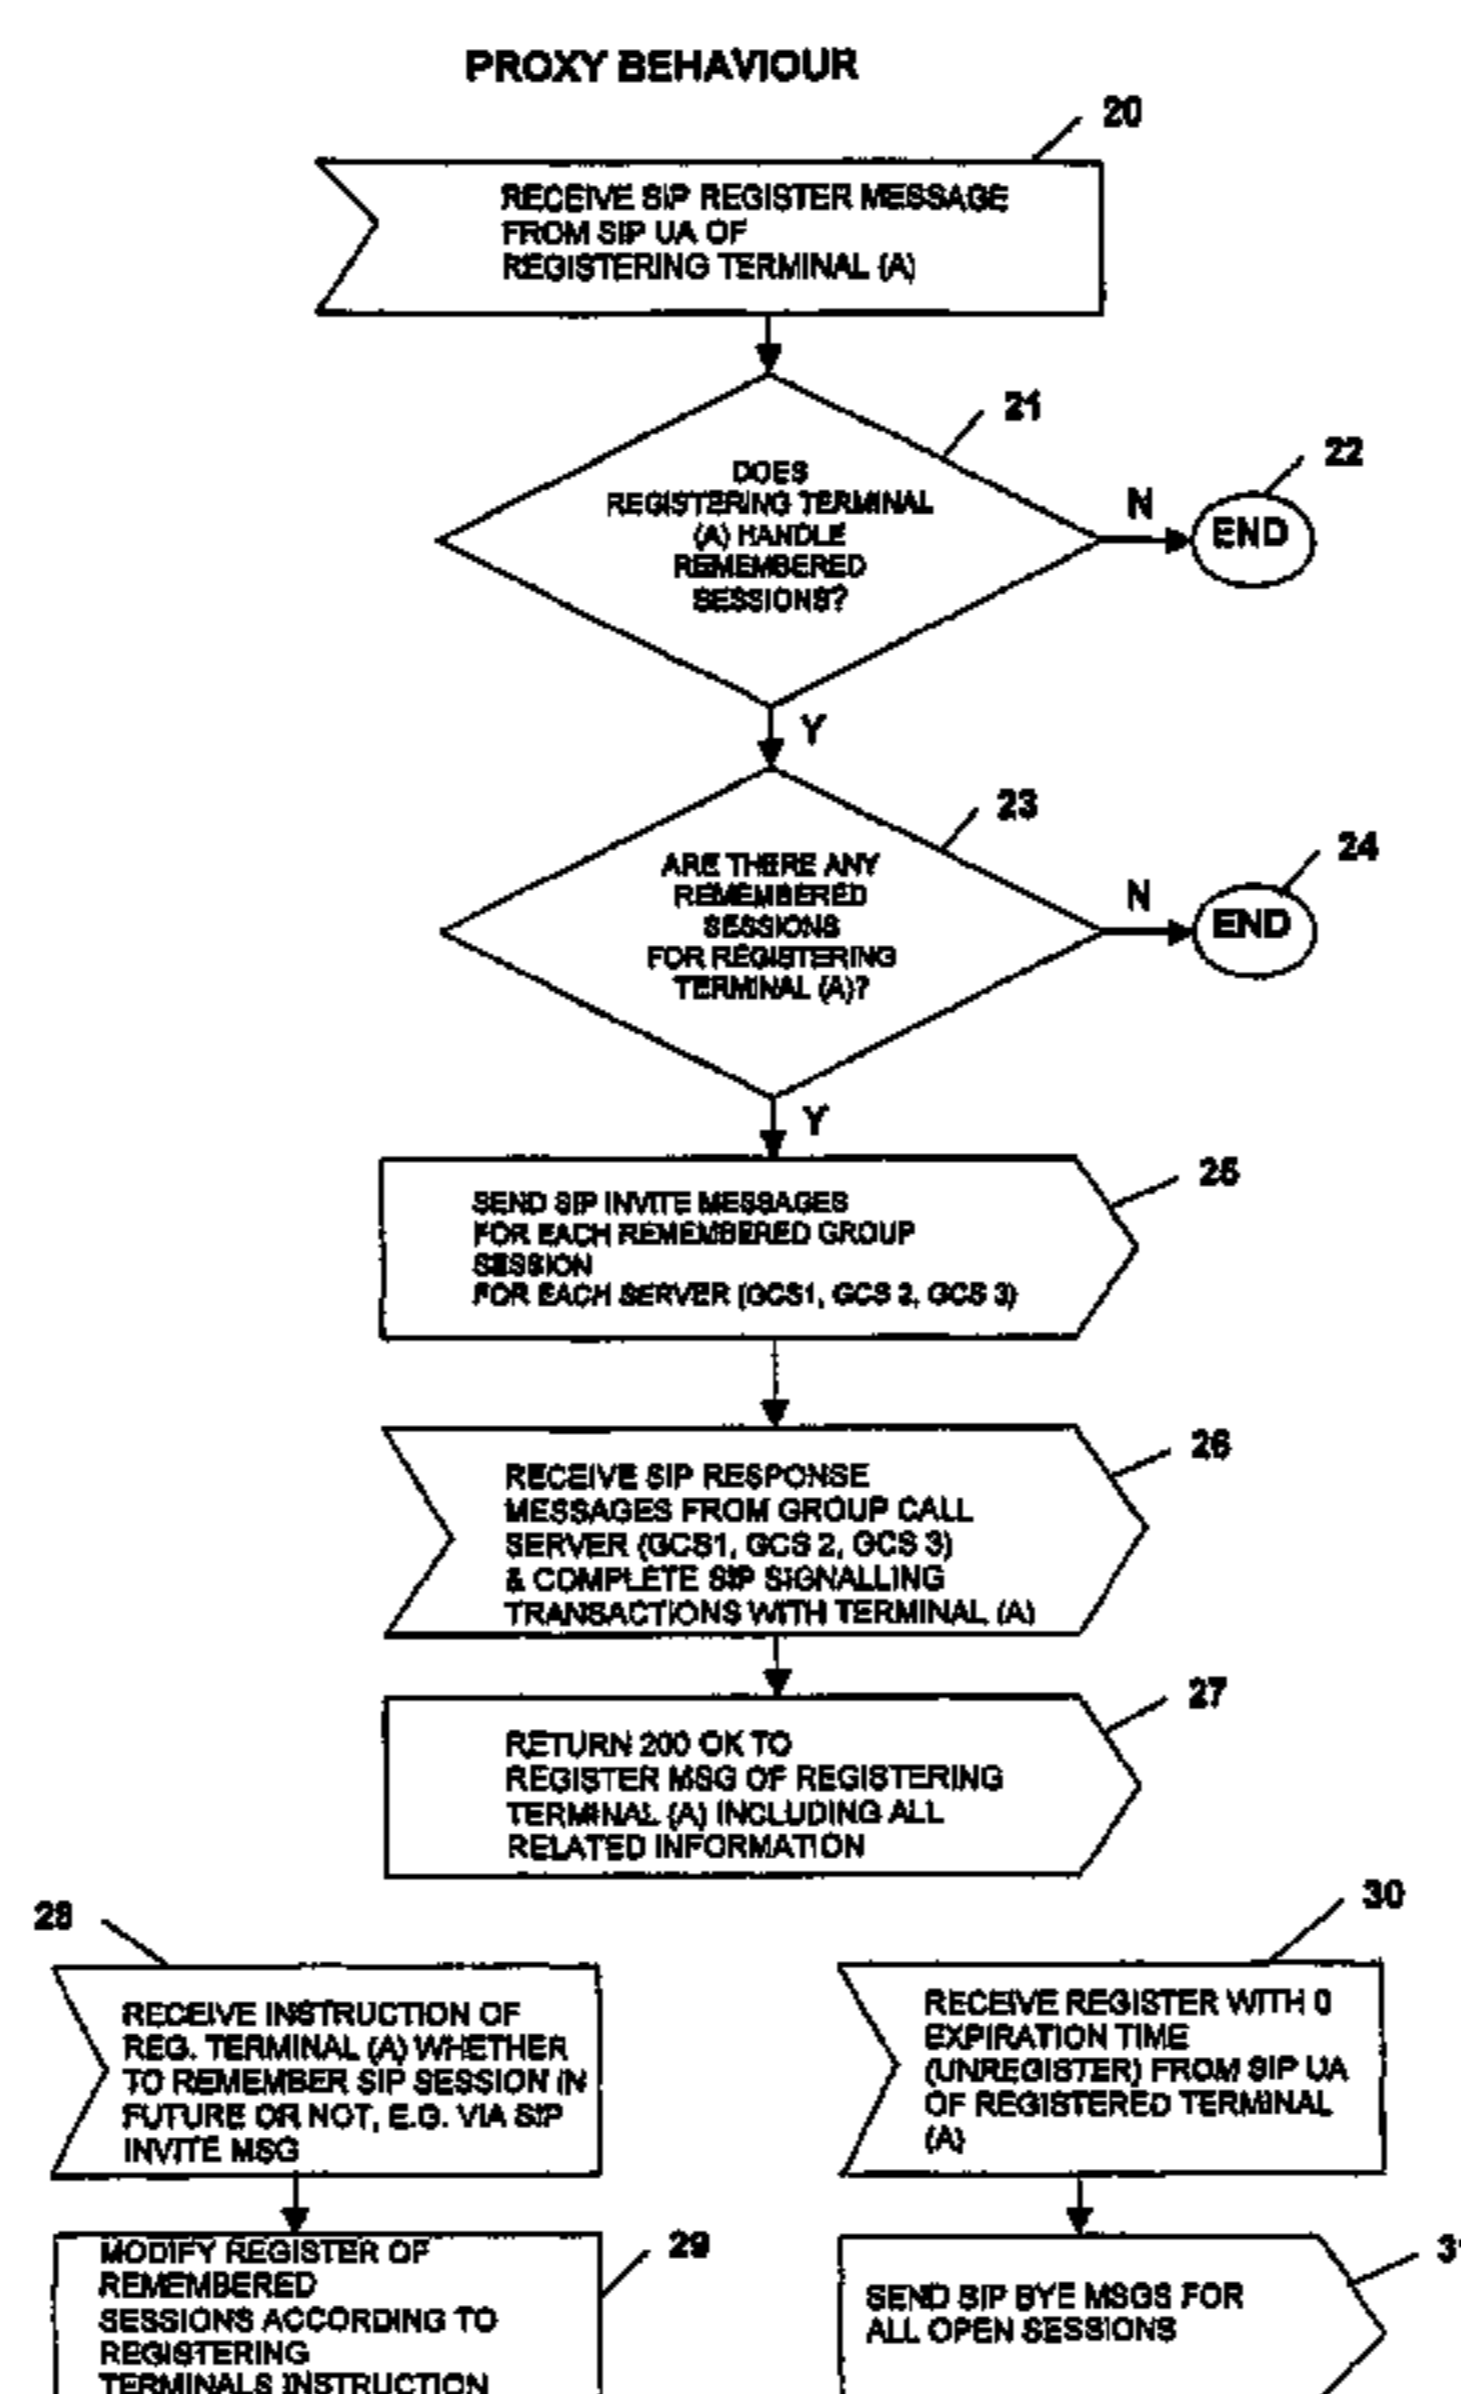 PROXY BEHAVIOUR
20
RECEIVE SIP REGISTER MESSAGE
FROM SIP UA OF
REGISTERING TERMINAL (A)
21
22
DOES
REGISTERING TERMINAL
(A) HANDLE
REMEMBERED
SESSIONS?
N
END
Y
23
24
ARE THERE ANY
REMEMBERED
SESSIONS
FOR REGISTERING
TERMINAL (A)?
N
END
Y
25
SEND SIP INVITE MESSAGES
FOR EACH REMEMBERED GROUP
SESSION
FOR EACH SERVER (GCS1, GCS 2, GCS 3)
26
RECEIVE SIP RESPONSE
MESSAGES FROM GROUP CALL
SERVER (GCS1, GCS 2, GCS 3)
& COMPLETE SIP SIGNALLING
TRANSACTIONS WITH TERMINAL (A)
27
RETURN 200 OK TO
REGISTER MSG OF REGISTERING
TERMINAL (A) INCLUDING ALL
RELATED INFORMATION
28
RECEIVE INSTRUCTION OF
REG. TERMINAL (A) WHETHER
TO REMEMBER SIP SESSION IN
FUTURE OR NOT, E.G. VIA SIP
INVITE MSG
30
RECEIVE REGISTER WITH 0
EXPIRATION TIME
(UNREGISTER) FROM SIP UA
OF REGISTERED TERMINAL
(A)
29
MODIFY REGISTER OF
REMEMBERED
SESSIONS ACCORDING TO
REGISTERING
TERMINALS INSTRUCTION
31
SEND SIP BYE MSGS FOR
ALL OPEN SESSIONS